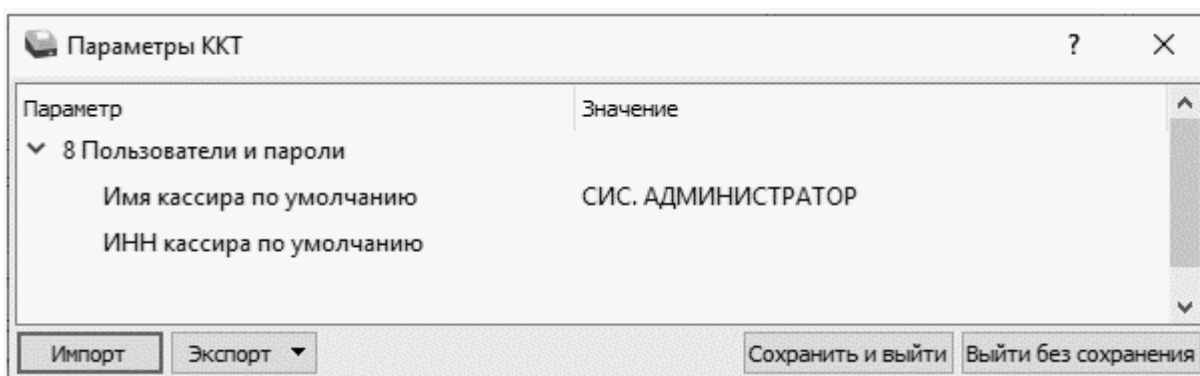 Параметры ККТ ?
Параметр Значение
8 Пользователи и пароли
Имя кассира по умолчанию СИС. АДМИНИСТРАТОР
ИНН кассира по умолчанию
Импорт Экспорт Сохранить и выйти Выйти без сохранения